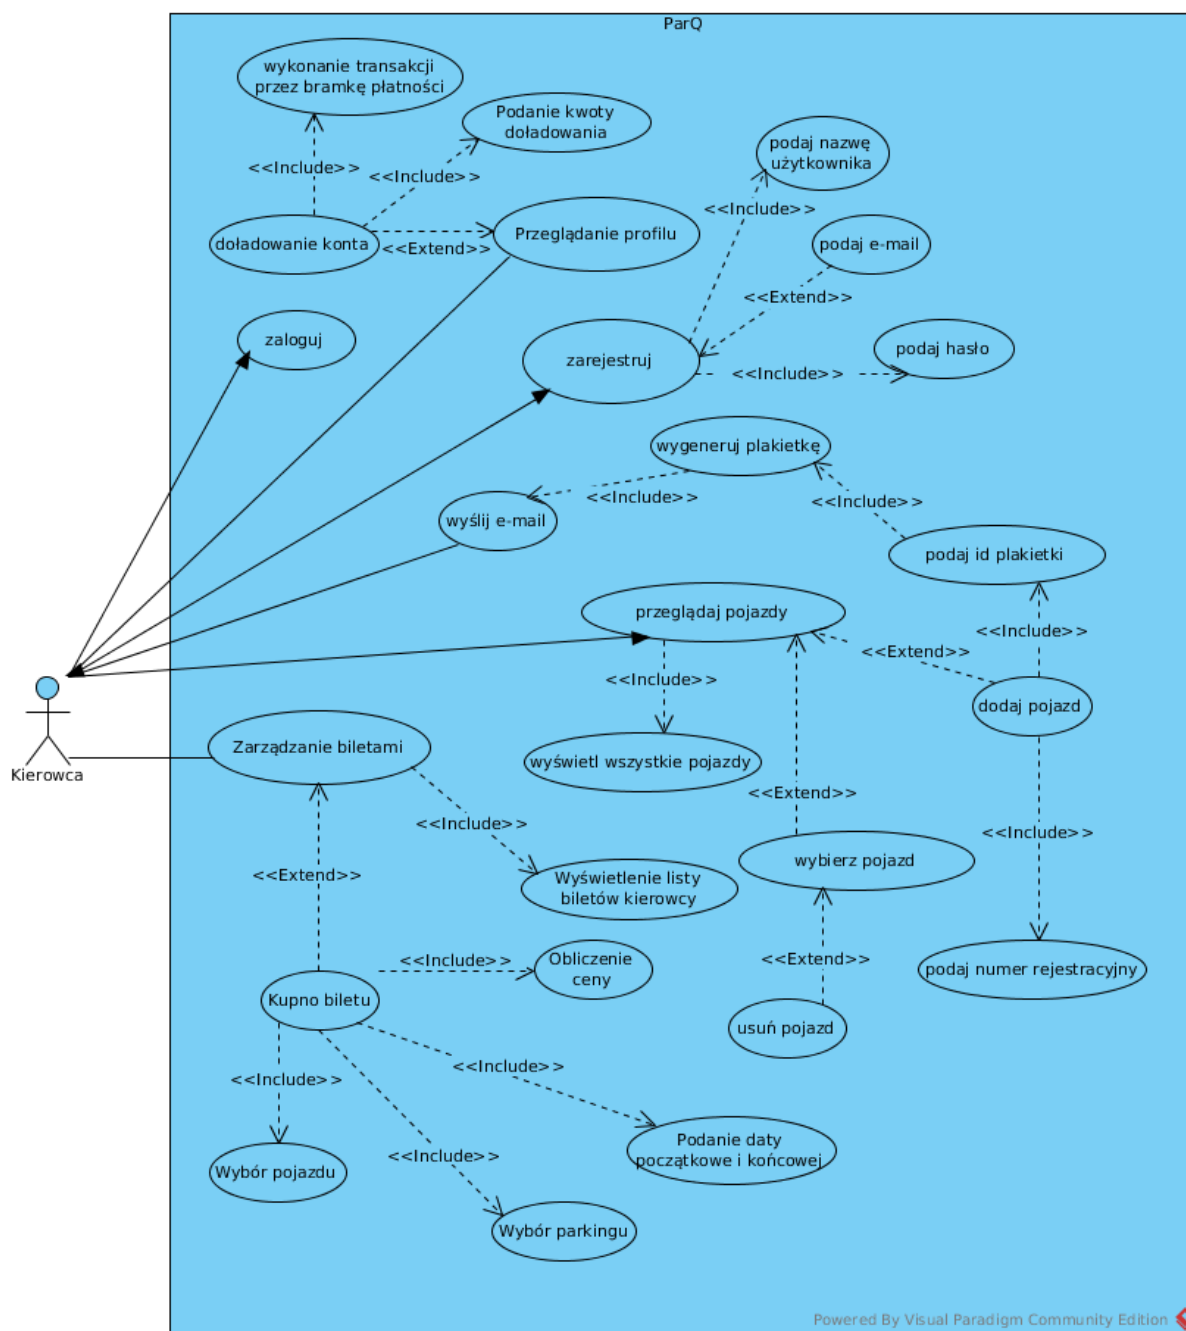 ParQ
wykonanie transakcji
przez bramkę płatności
Podanie kwoty
doładowania
podaj nazwę
użytkownika
<<Include>>
<<Include>>
<<Include>>
doładowanie konta
<<Extend>>
Przeglądanie profilu
podaj e-mail
<<Extend>>
zaloguj
zarejestruj
podaj hasło
<<Include>>
wygeneruj plakietkę
<<Include>>
<<Include>>
wyślij e-mail
podaj id plakietki
przeglądaj pojazdy
<<Include>>
<<Extend>>
<<Include>>
dodaj pojazd
Kierowca
Zarządzanie biletami
wyświetl wszystkie pojazdy
<<Extend>>
<<Include>>
<<Include>>
wybierz pojazd
<<Extend>>
Wyświetlenie listy
biletów kierowcy
<<Include>>
Obliczenie
ceny
<<Extend>>
podaj numer rejestracyjny
Kupno biletu
usuń pojazd
<<Include>>
<<Include>>
Podanie daty
początkowe i końcowej
<<Include>>
Wybór pojazdu
Wybór parkingu
Powered By Visual Paradigm Community Edition